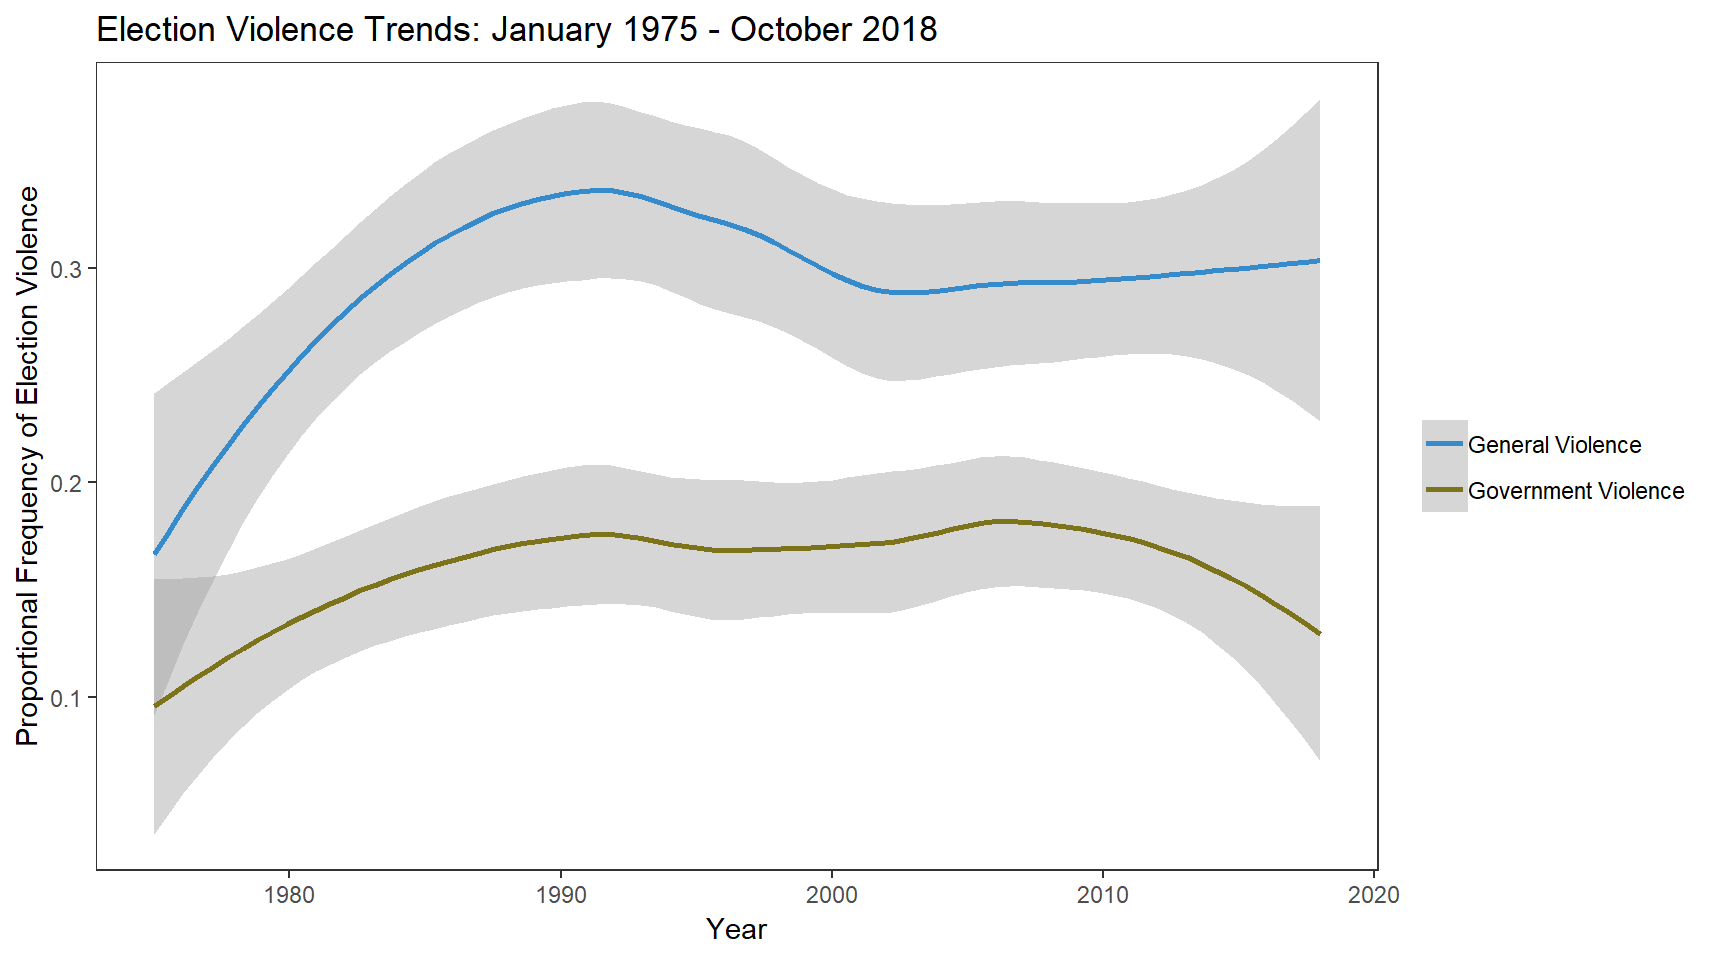 Election Violence Trends: January 1975 - October 2018
Proportional Frequency of Election Violence
0.3
0.2
0.1
1980
1990
2000
2010
2020
Year
General Violence
Government Violence